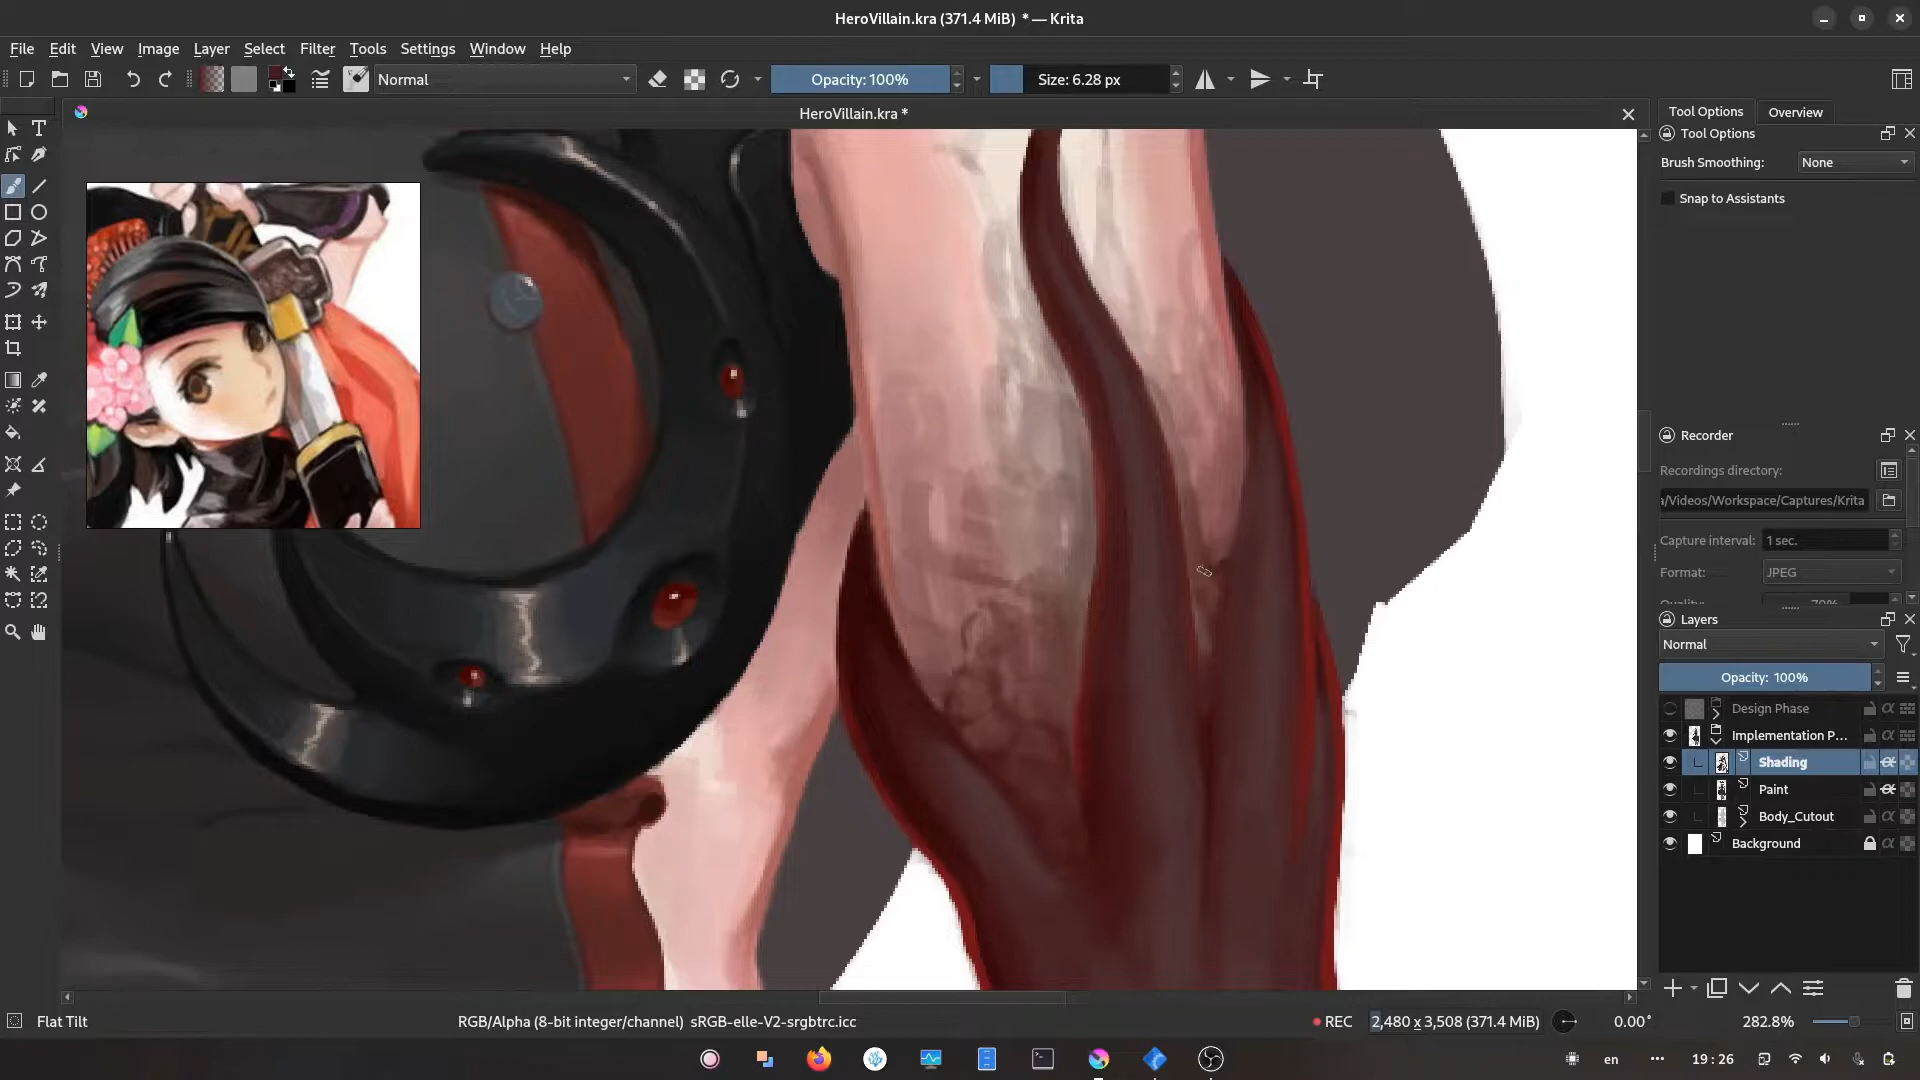 HeroVillain.kra (371.4 MiB) * — Krita
File Edit View Image Layer Select Filter Tools Settings Window Help
Normal
Opacity: 100%
Size: 6.28 px
HeroVillain.kra *
Tool Options
Overview
Tool Options
Brush Smoothing:
None
Snap to Assistants
Recorder
Recordings directory:
/Videos/Workspace/Captures/Krita
Capture interval:
1 sec.
Format:
JPEG
Layers
Normal
Opacity: 100%
Design Phase
Implementation P...
Shading
Paint
Body_Cutout
Background
Flat Tilt
RGB/Alpha (8-bit integer/channel) sRGB-elle-V2-srgbtrc.icc
REC
2,480 x 3,508 (371.4 MiB)
0.00°
282.8%
en
19 : 26